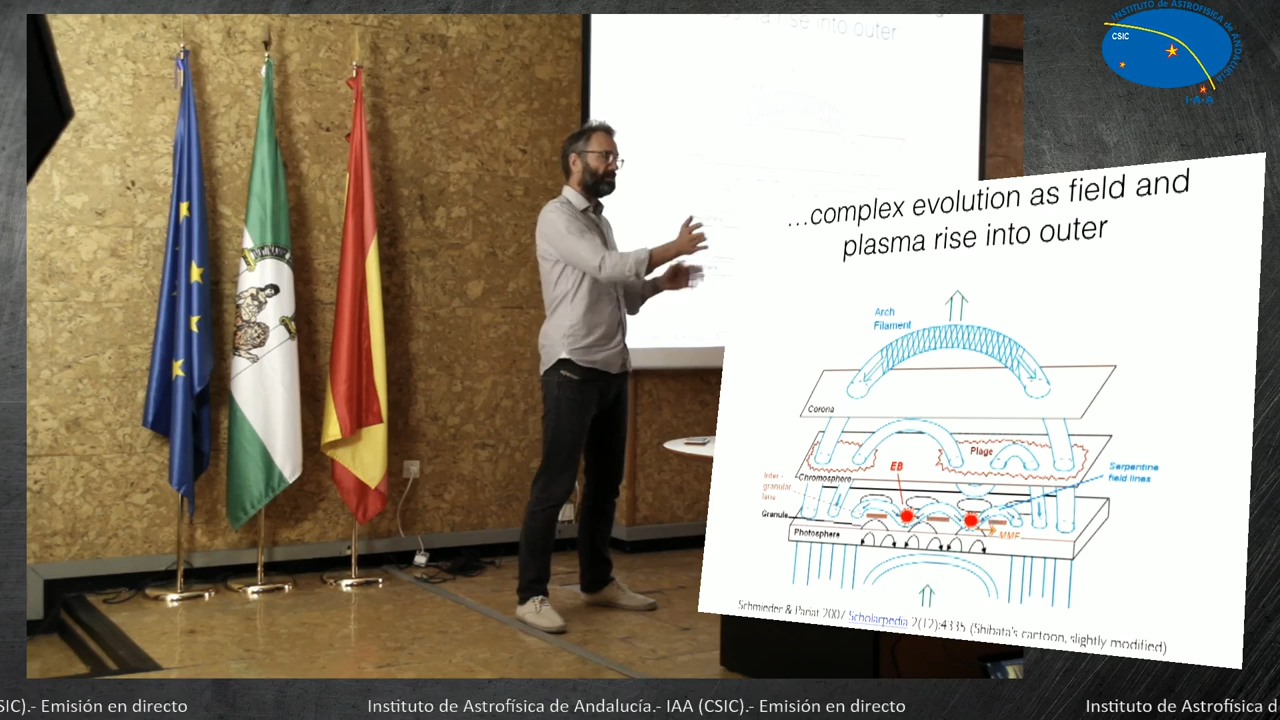 plasma rise into outer
INSTITUTO de ASTROFISICA de ANDALUCIA
CSIC
I·A·A
...complex evolution as field and
plasma rise into outer
Arch
Filament
Corona
Plage
EB
Serpentine
field lines
Chromosphere
Inter-
granular
lane
Granule
MMF
Photosphere
Schmieder & Pariat 2007 Scholarpedia 2(12):4335 (Shibata's cartoon, slightly modified)
SIC).- Emisión en directo
Instituto de Astrofísica de Andalucía.- IAA (CSIC).- Emisión en directo
Instituto de Astrofísica d